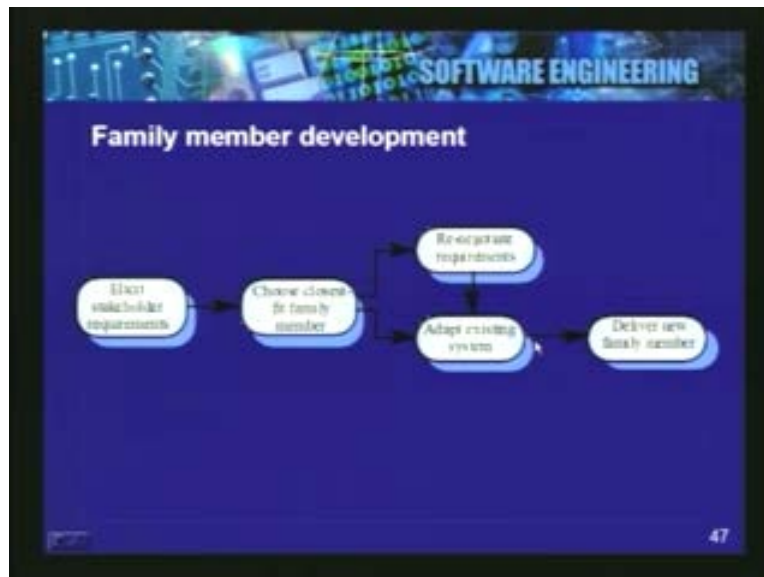 SOFTWARE ENGINEERING
Family member development
Elicit
stakeholder
requirements
Choose closest-
fit family
member
Re-negotiate
requirements
Adapt existing
system
Deliver new
family member
47